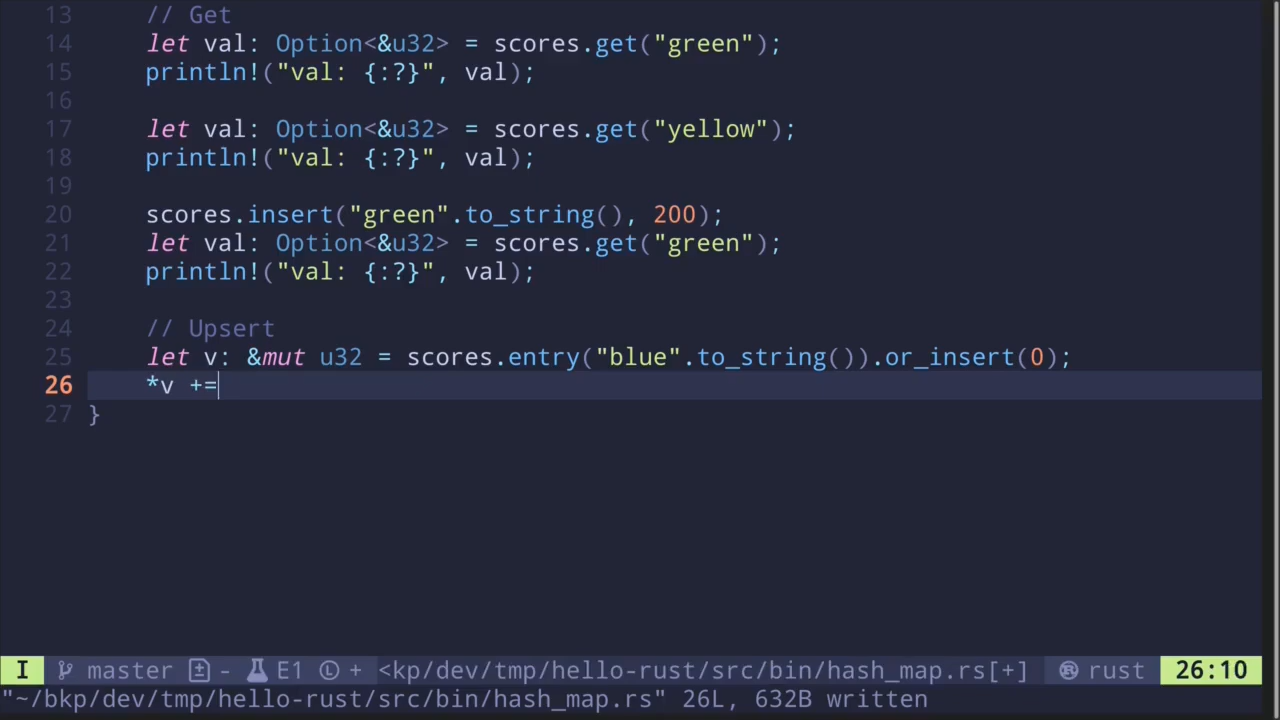 13     // Get
14     let val: Option<&u32> = scores.get("green");
15     println!("val: {:?}", val);
16
17     let val: Option<&u32> = scores.get("yellow");
18     println!("val: {:?}", val);
19
20     scores.insert("green".to_string(), 200);
21     let val: Option<&u32> = scores.get("green");
22     println!("val: {:?}", val);
23
24     // Upsert
25     let v: &mut u32 = scores.entry("blue".to_string()).or_insert(0);
26     *v +=
27 }
I master - E1 + <kp/dev/tmp/hello-rust/src/bin/hash_map.rs[+] rust 26:10
"~/bkp/dev/tmp/hello-rust/src/bin/hash_map.rs" 26L, 632B written